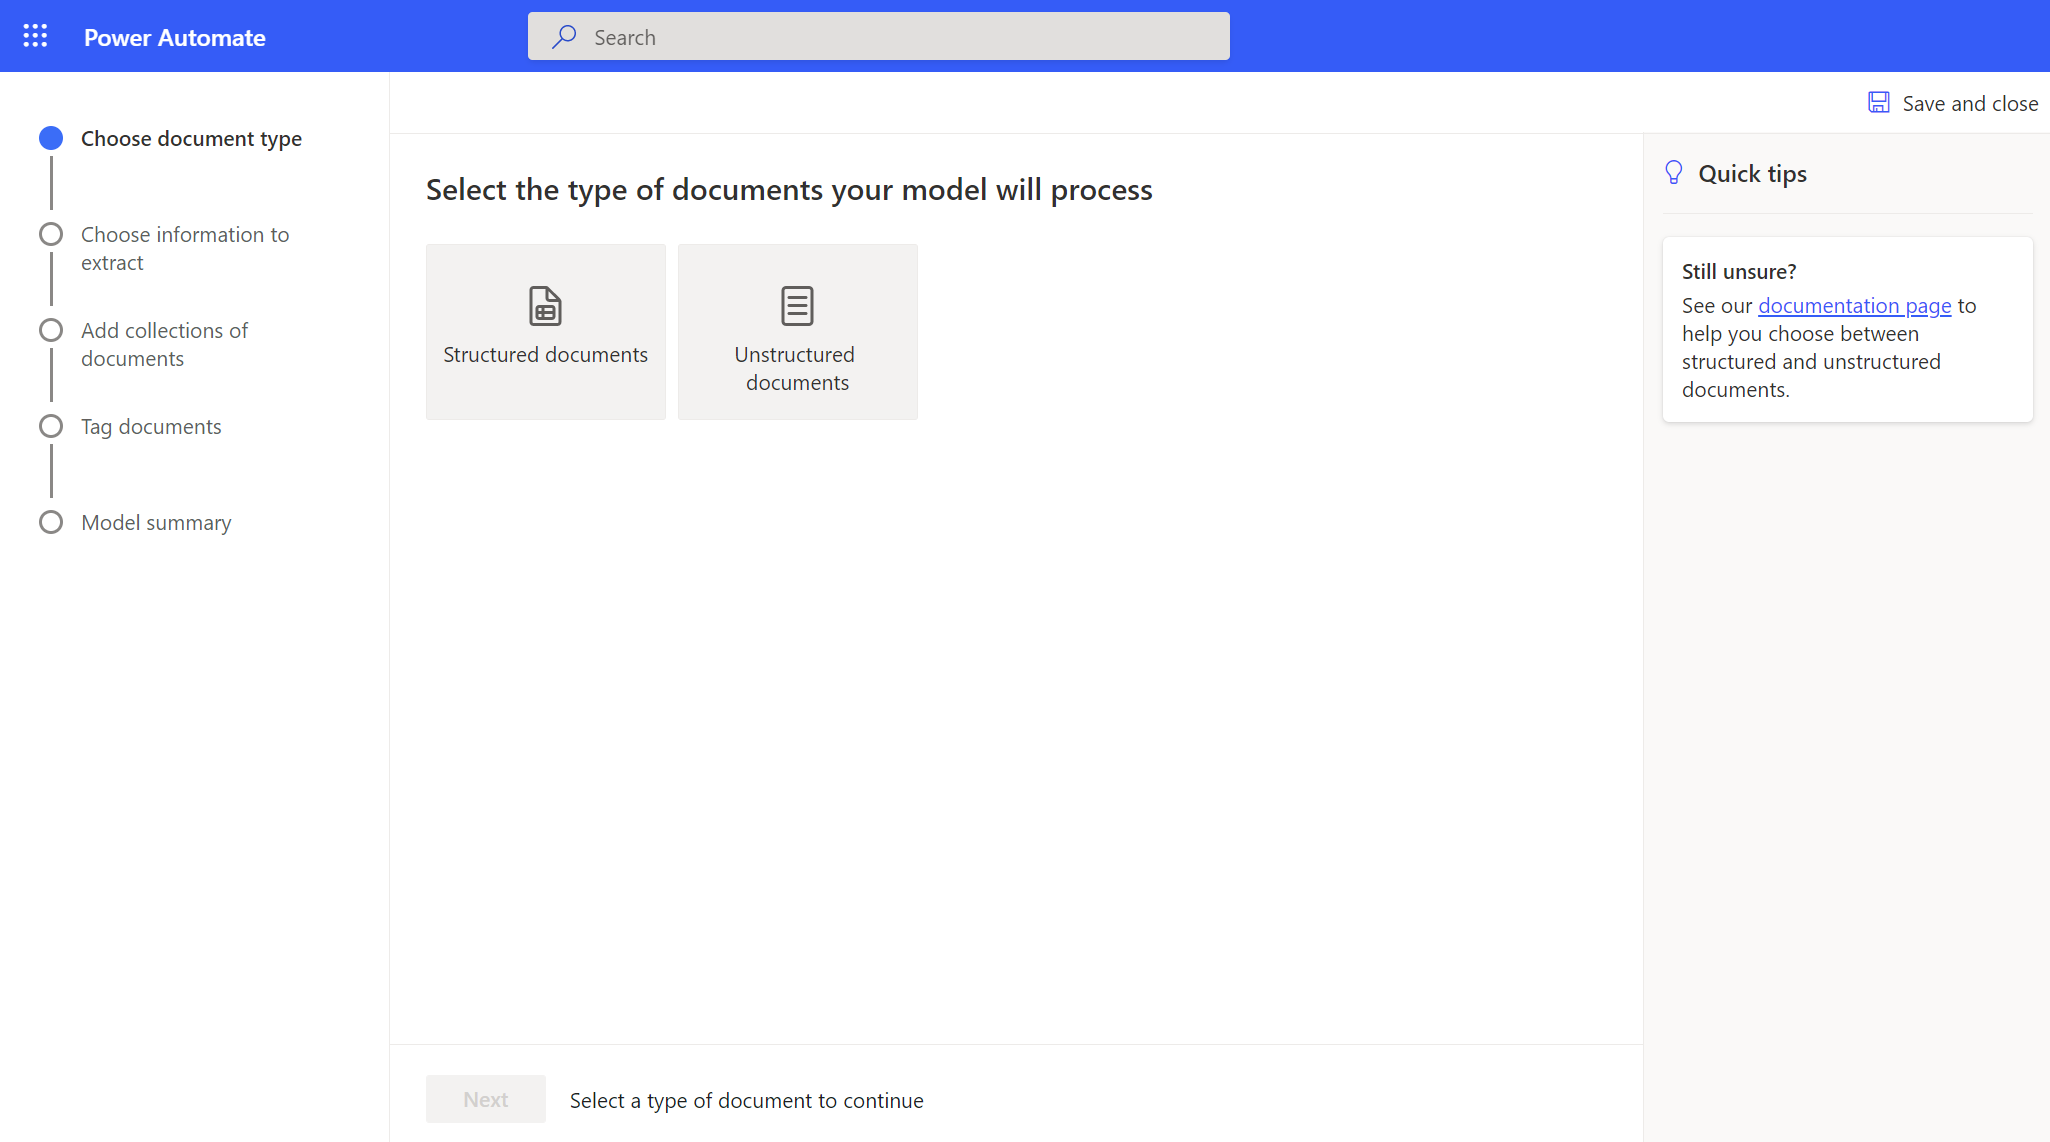 Power Automate
Search
Save and close
Choose document type
Choose information to
extract
Add collections of
documents
Tag documents
Model summary
Select the type of documents your model will process
Structured documents
Unstructured
documents
Quick tips
Still unsure?
See our documentation page to
help you choose between
structured and unstructured
documents.
Next
Select a type of document to continue